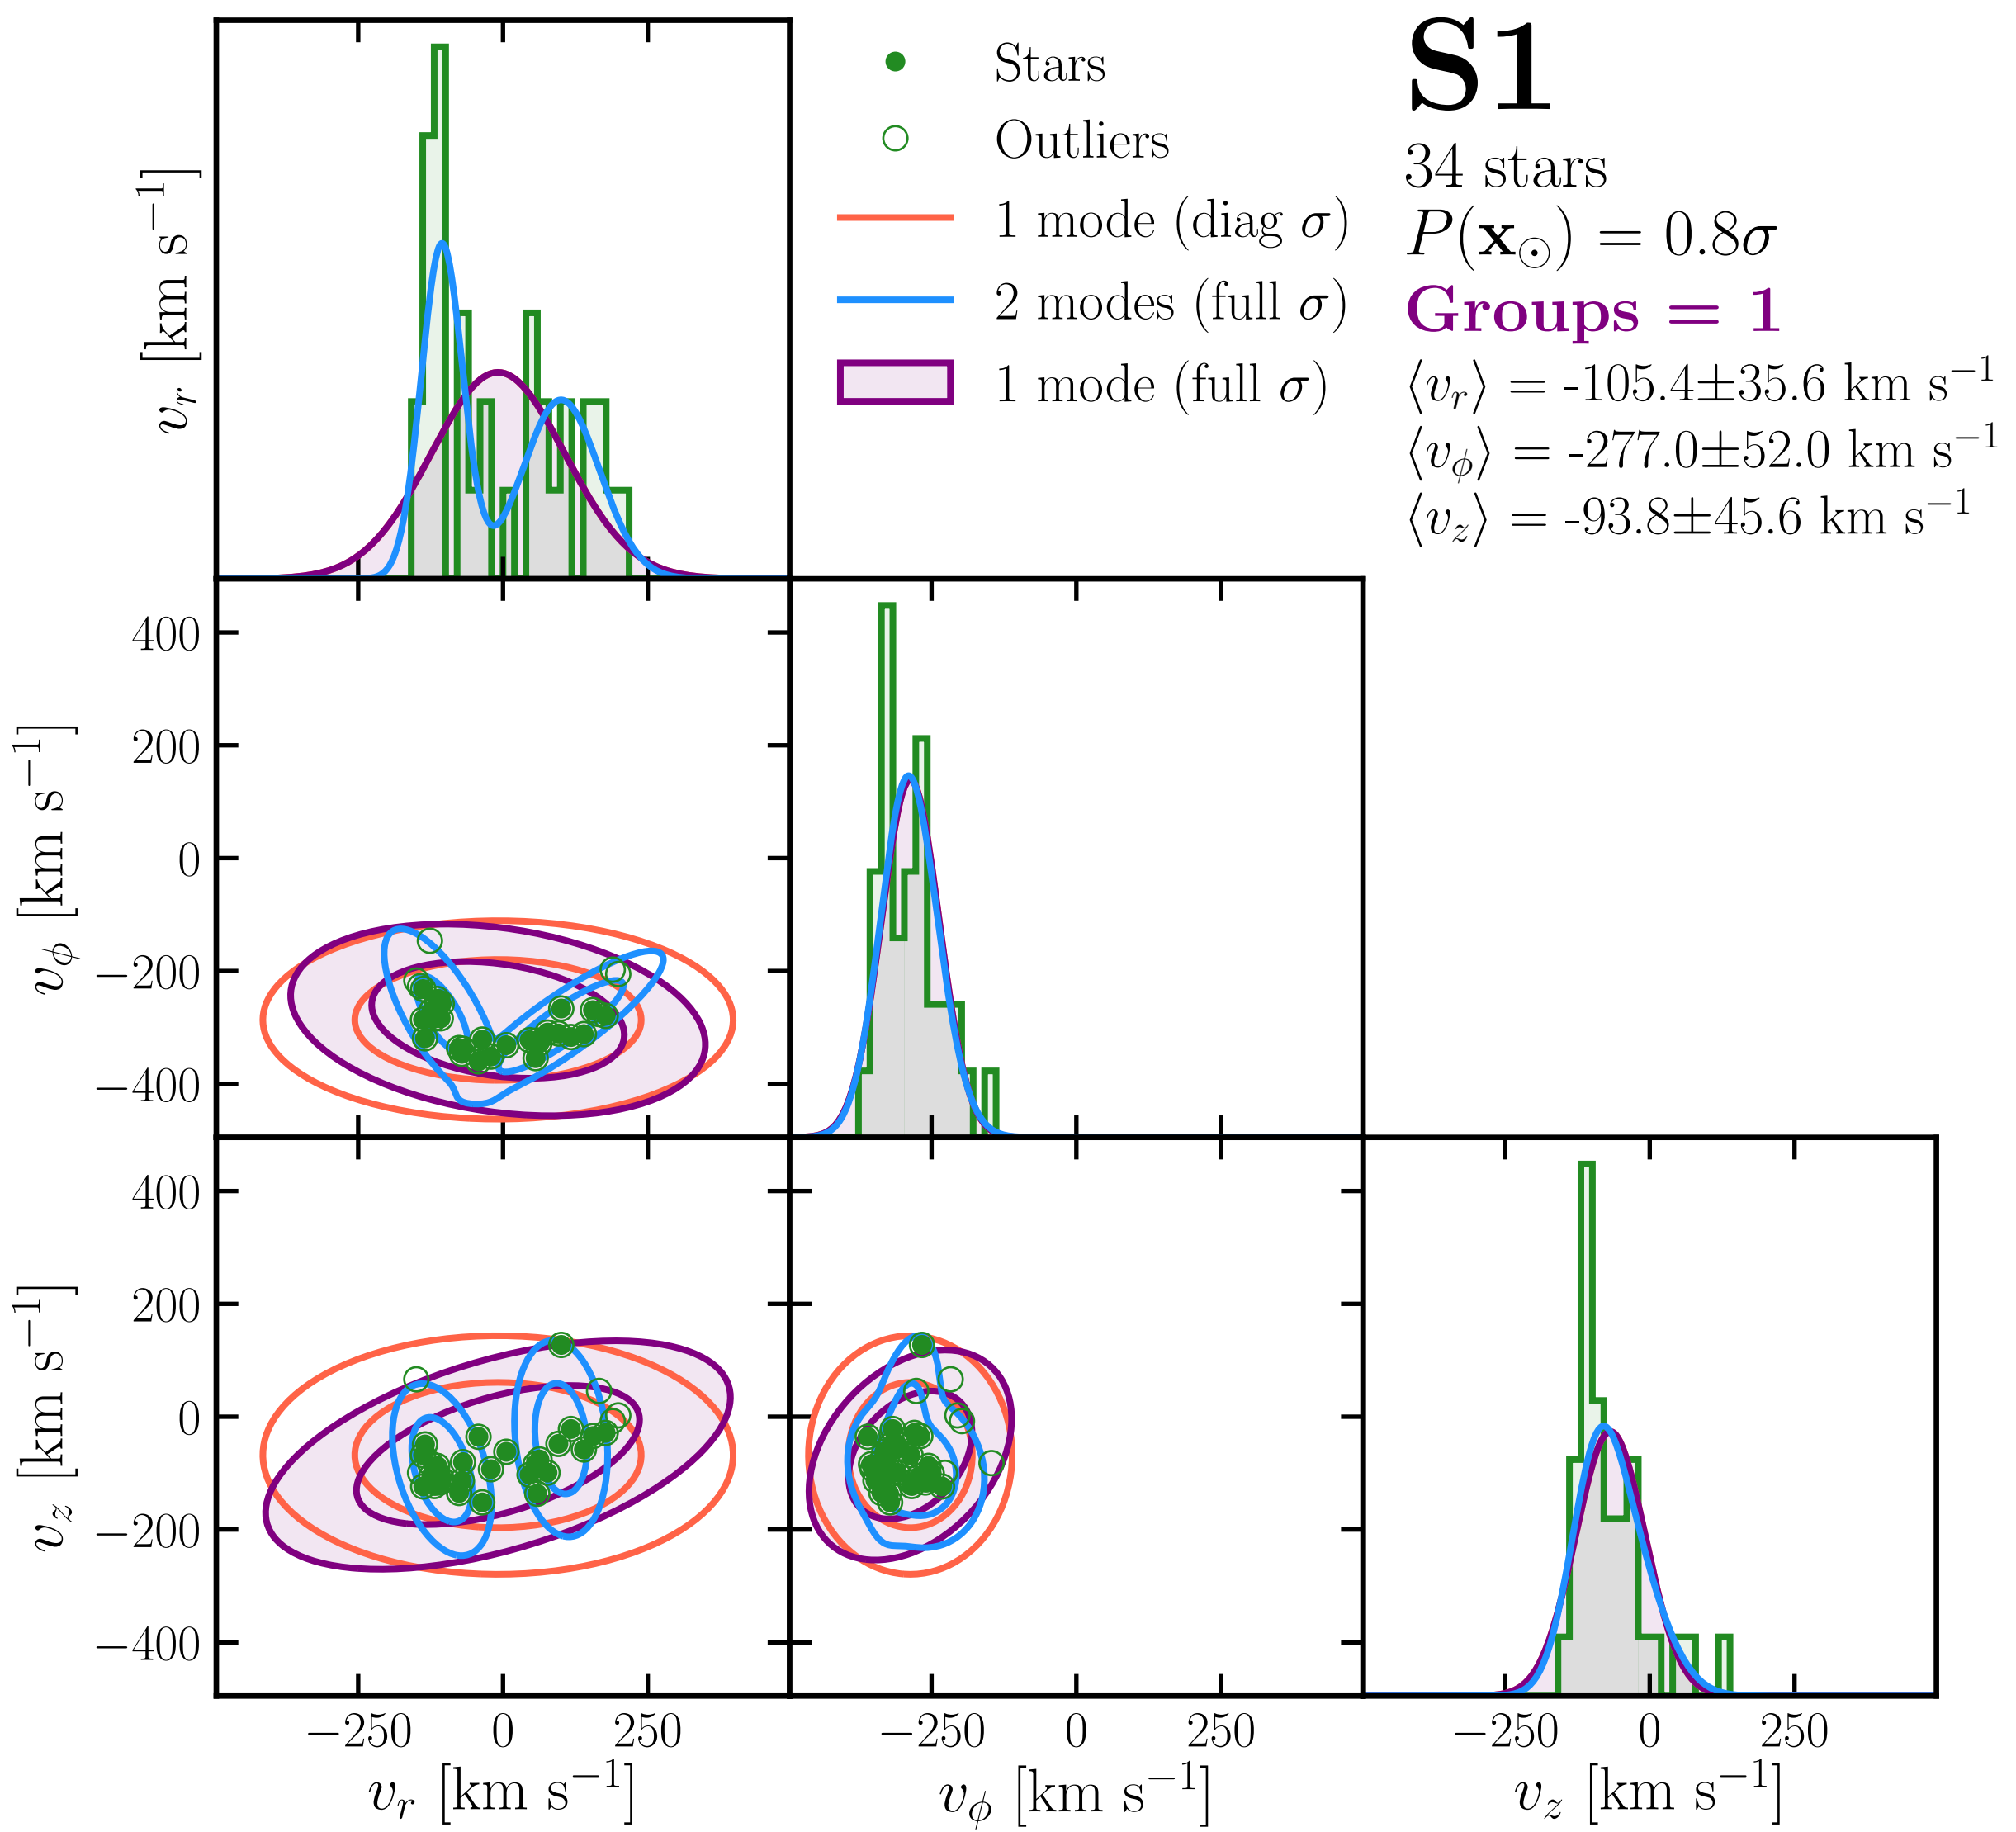 S1
34 stars
P(x⊙) = 0.8σ
Groups = 1
⟨v_r⟩ = -105.4±35.6 km s⁻¹
⟨v_ϕ⟩ = -277.0±52.0 km s⁻¹
⟨v_z⟩ = -93.8±45.6 km s⁻¹
Stars
Outliers
1 mode (diag σ)
2 modes (full σ)
1 mode (full σ)
v_r [km s⁻¹]
400
200
0
−200
−400
v_ϕ [km s⁻¹]
400
200
0
−200
−400
v_z [km s⁻¹]
−250 0 250
−250 0 250
−250 0 250
v_r [km s⁻¹]
v_ϕ [km s⁻¹]
v_z [km s⁻¹]